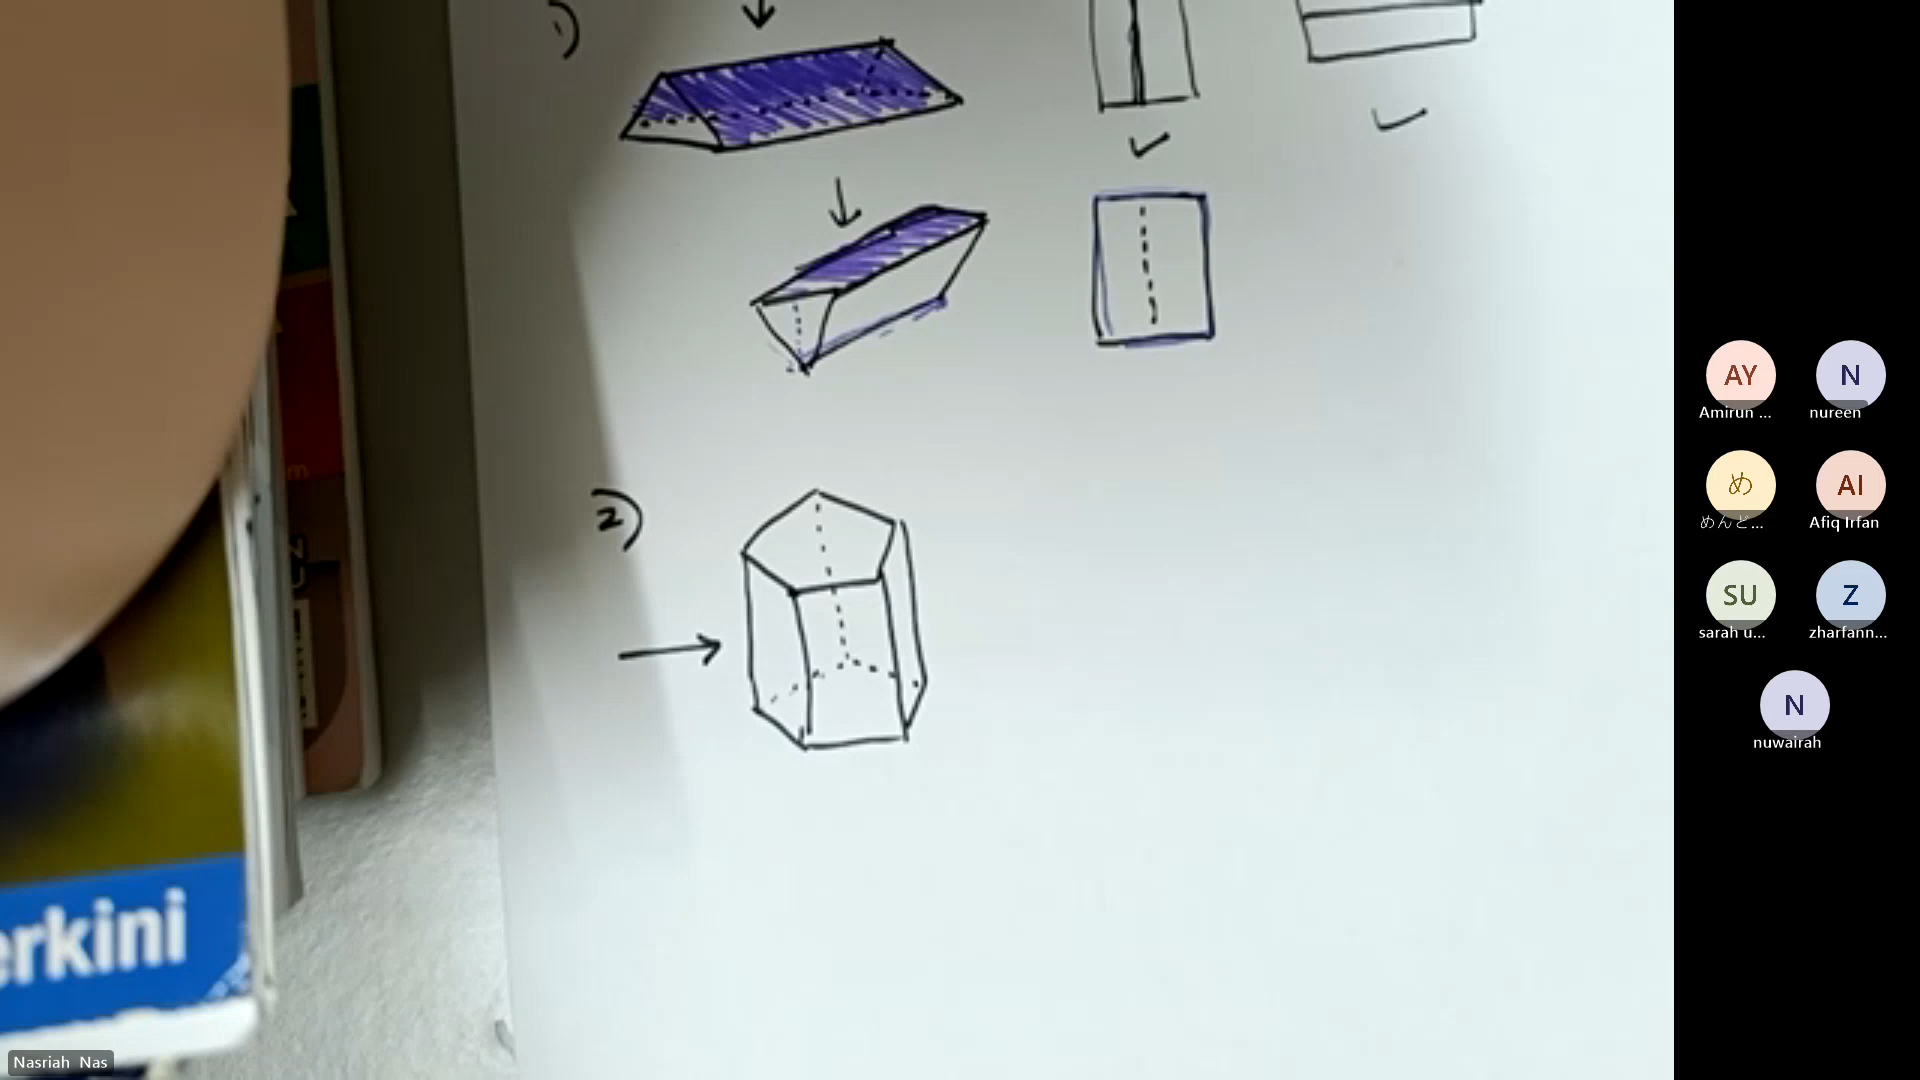 1)
2)
erkini
AY
Amirun ...
N
nureen
め
めんど...
AI
Afiq Irfan
SU
sarah u...
Z
zharfann...
N
nuwairah
Nasriah Nas